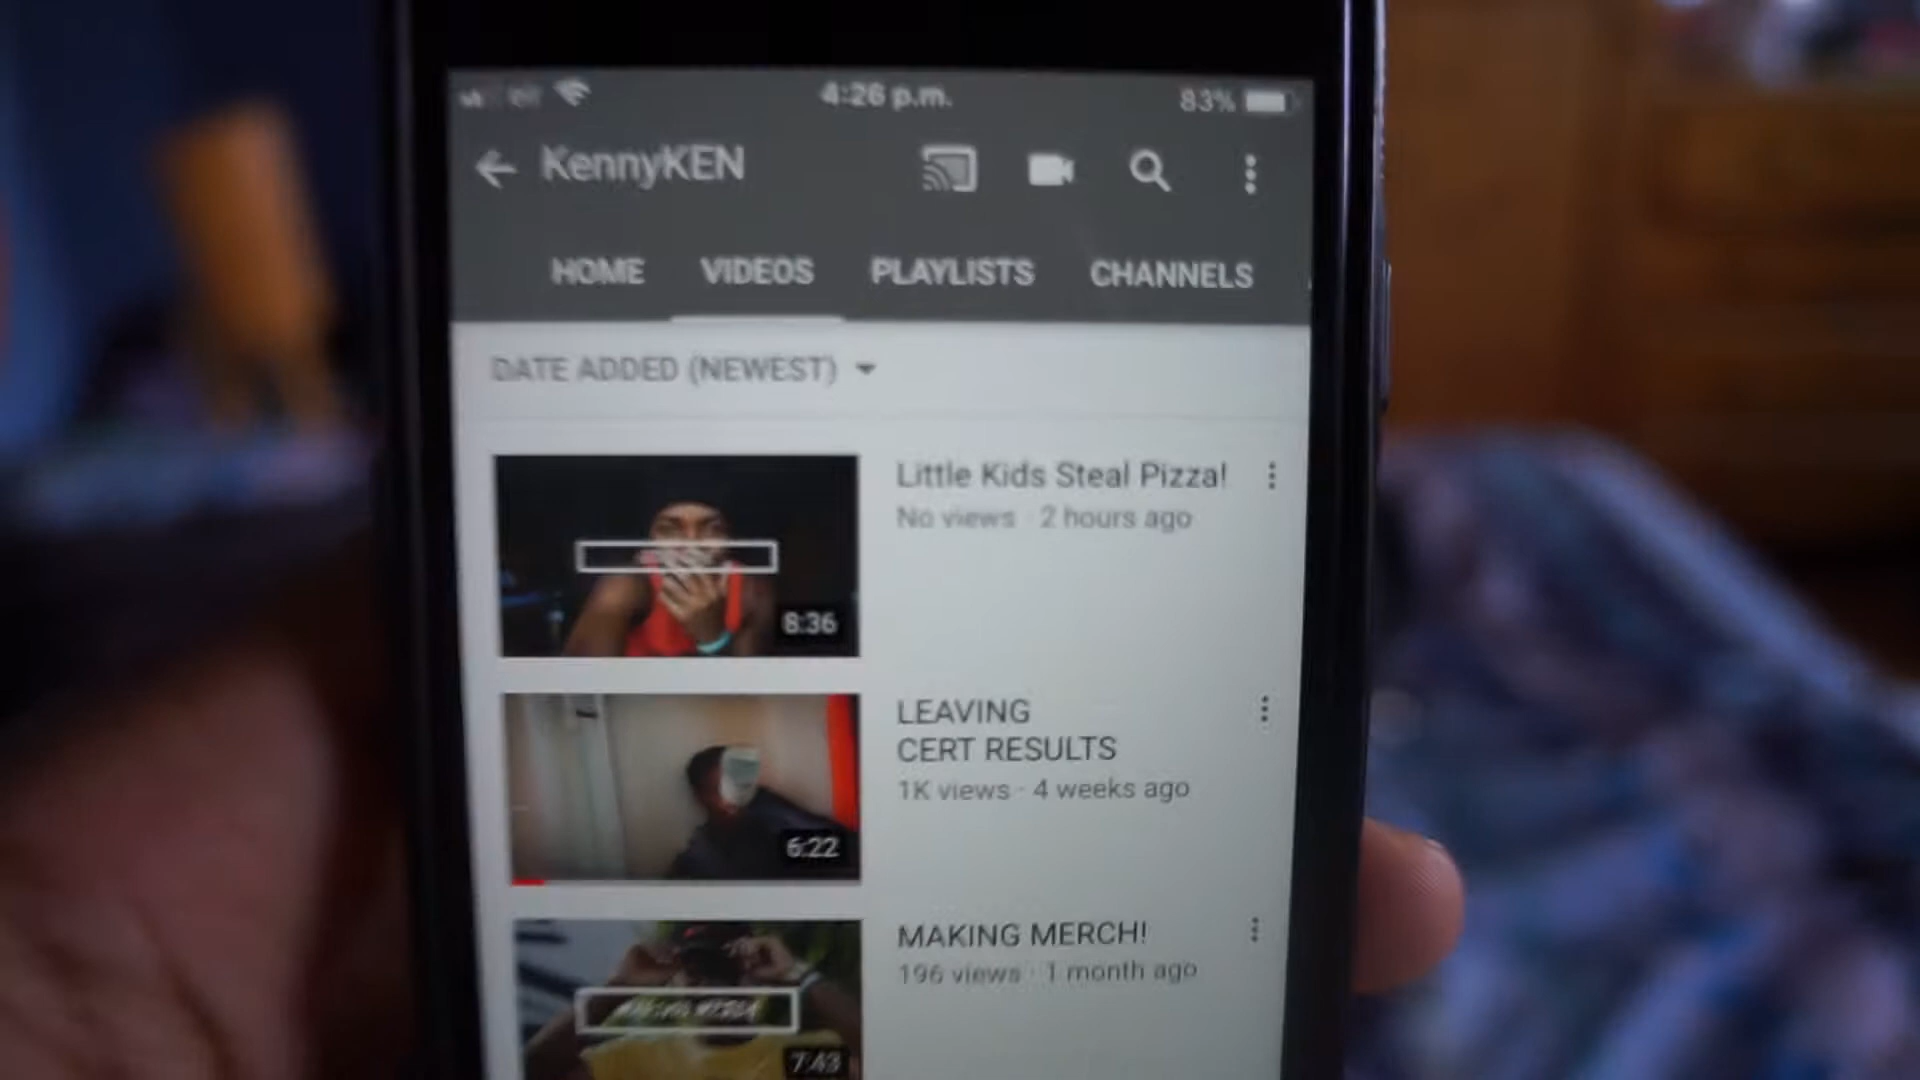 4:26 p.m.
83%
KennyKEN
HOME VIDEOS PLAYLISTS CHANNELS
DATE ADDED (NEWEST)
Little Kids Steal Pizza!
No views · 2 hours ago
8:36
LEAVING
CERT RESULTS
1K views · 4 weeks ago
6:22
MAKING MERCH!
196 views · 1 month ago
7:43